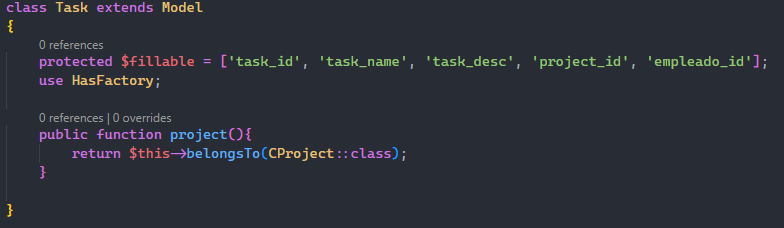 class Task extends Model
{
0 references
protected $fillable = ['task_id', 'task_name', 'task_desc', 'project_id', 'empleado_id'];
use HasFactory;
0 references | 0 overrides
public function project(){
return $this->belongsTo(CProject::class);
}
}